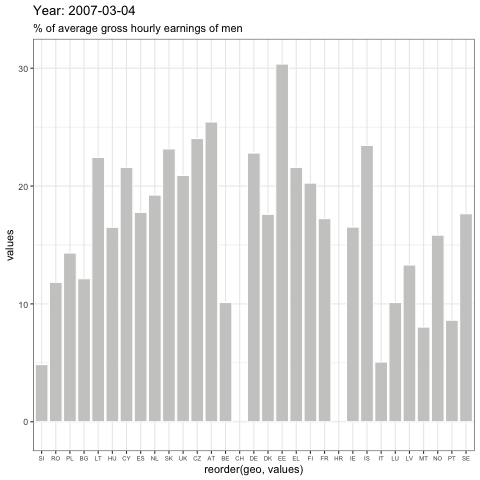 Year: 2007-03-04
% of average gross hourly earnings of men
values
30
20
10
0
SI RO PL BG LT HU CY ES NL SK UK CZ AT BE CH DE DK EE EL FI FR HR IE IS IT LU LV MT NO PT SE
reorder(geo, values)